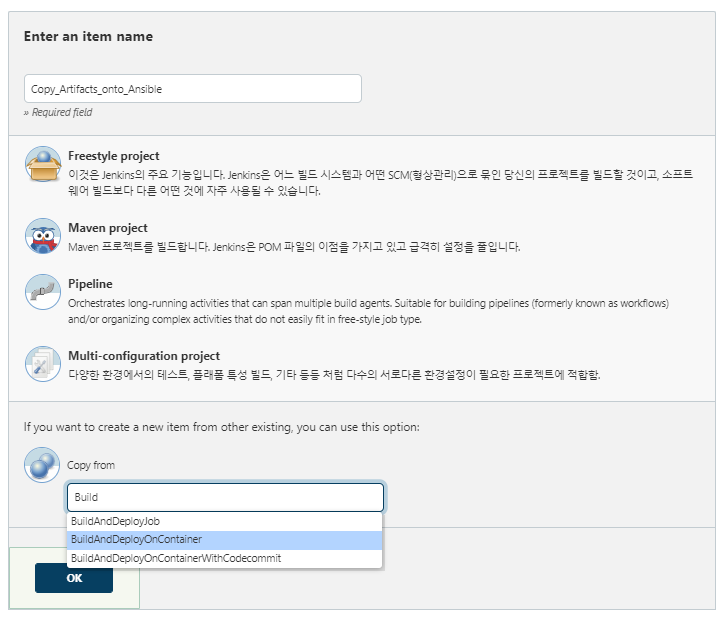 Enter an item name
Copy_Artifacts_onto_Ansible
» Required field
Freestyle project
이것은 Jenkins의 주요 기능입니다. Jenkins은 어느 빌드 시스템과 어떤 SCM(형상관리)으로 묶인 당신의 프로젝트를 빌드할 것이고, 소프트
웨어 빌드보다 다른 어떤 것에 자주 사용될 수 있습니다.
Maven project
Maven 프로젝트를 빌드합니다. Jenkins은 POM 파일의 이점을 가지고 있고 급격히 설정을 줄입니다.
Pipeline
Orchestrates long-running activities that can span multiple build agents. Suitable for building pipelines (formerly known as workflows)
and/or organizing complex activities that do not easily fit in free-style job type.
Multi-configuration project
다양한 환경에서의 테스트, 플래폼 특성 빌드, 기타 등등 처럼 다수의 서로다른 환경설정이 필요한 프로젝트에 적합함.
If you want to create a new item from other existing, you can use this option:
Copy from
Build
BuildAndDeployJob
BuildAndDeployOnContainer
BuildAndDeployOnContainerWithCodecommit
OK